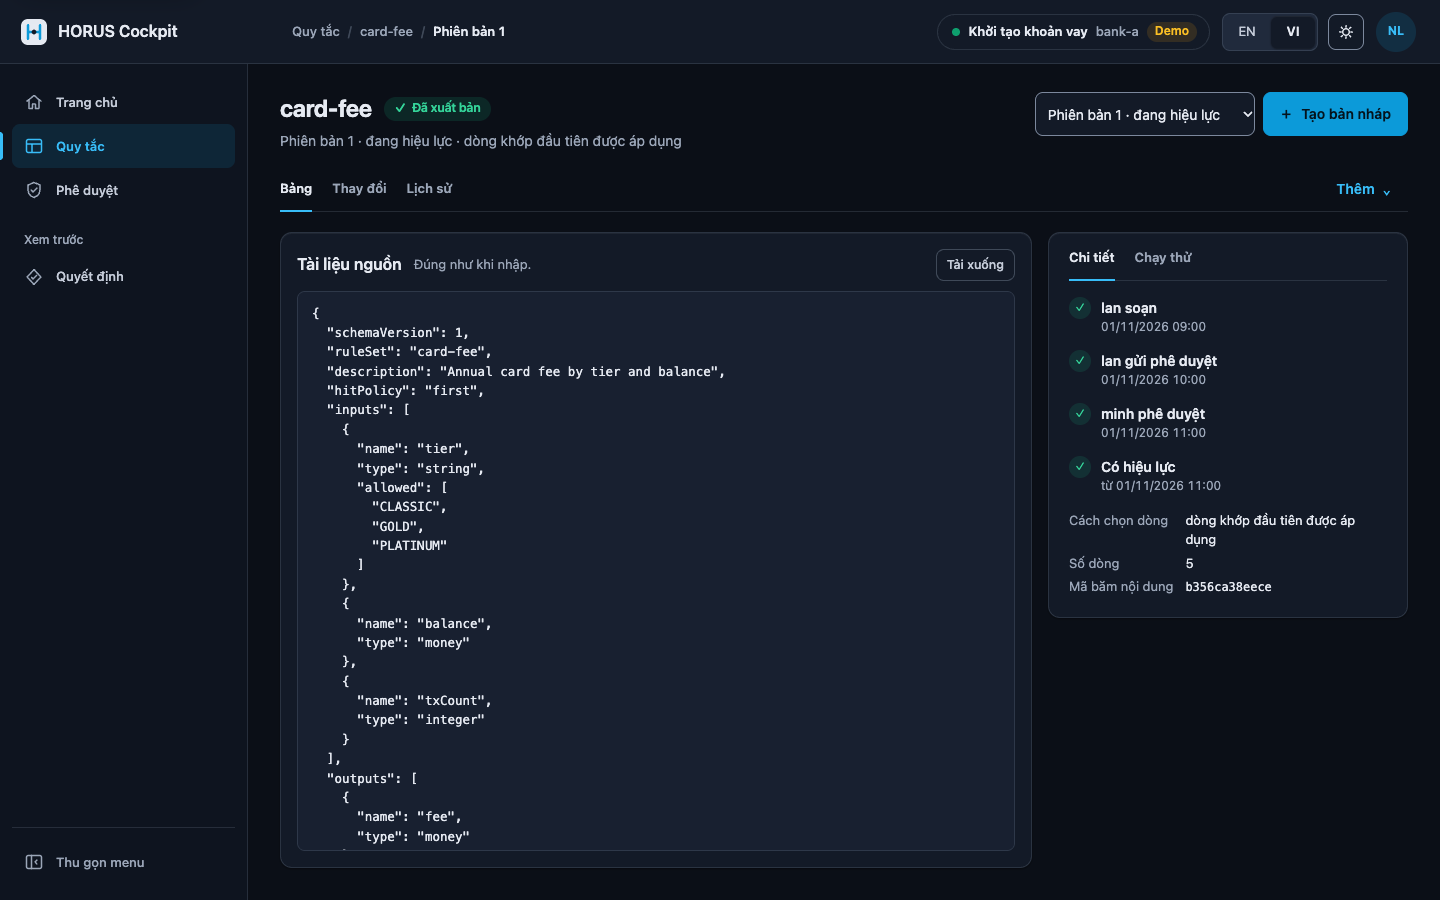 HORUS Cockpit
Quy tắc / card-fee / Phiên bản 1
Khởi tạo khoản vay bank-a Demo
EN VI
NL
Trang chủ
Quy tắc
Phê duyệt
Xem trước
Quyết định
Thu gọn menu
card-fee
Đã xuất bản
Phiên bản 1 · đang hiệu lực · dòng khớp đầu tiên được áp dụng
Phiên bản 1 · đang hiệu lực
+ Tạo bản nháp
Bảng Thay đổi Lịch sử
Thêm
Tài liệu nguồn Đúng như khi nhập.
Tải xuống
{
"schemaVersion": 1,
"ruleSet": "card-fee",
"description": "Annual card fee by tier and balance",
"hitPolicy": "first",
"inputs": [
{
"name": "tier",
"type": "string",
"allowed": [
"CLASSIC",
"GOLD",
"PLATINUM"
]
},
{
"name": "balance",
"type": "money"
},
{
"name": "txCount",
"type": "integer"
}
],
"outputs": [
{
"name": "fee",
"type": "money"
Chi tiết Chạy thử
lan soạn
01/11/2026 09:00
lan gửi phê duyệt
01/11/2026 10:00
minh phê duyệt
01/11/2026 11:00
Có hiệu lực
từ 01/11/2026 11:00
Cách chọn dòng dòng khớp đầu tiên được áp
dụng
Số dòng 5
Mã băm nội dung b356ca38eece